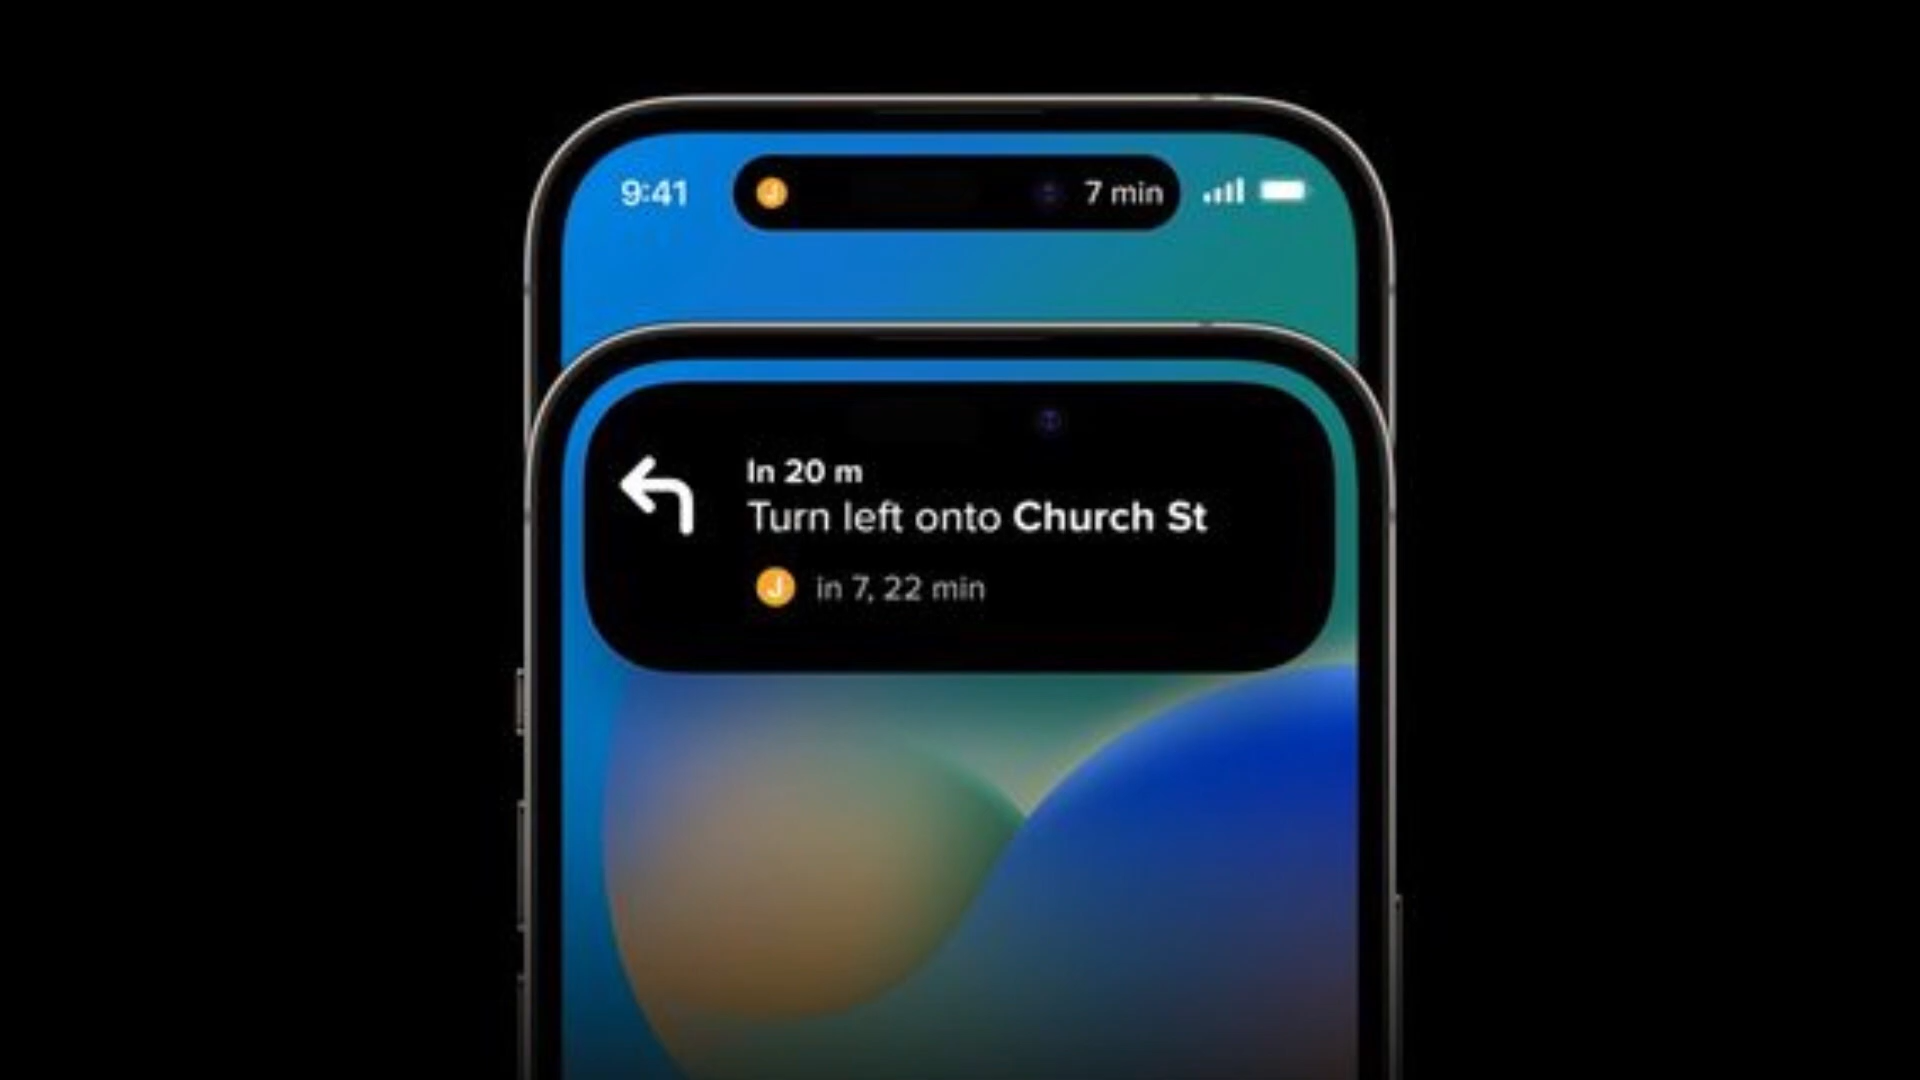 9:41 J 7 min
In 20 m
Turn left onto Church St
J in 7, 22 min